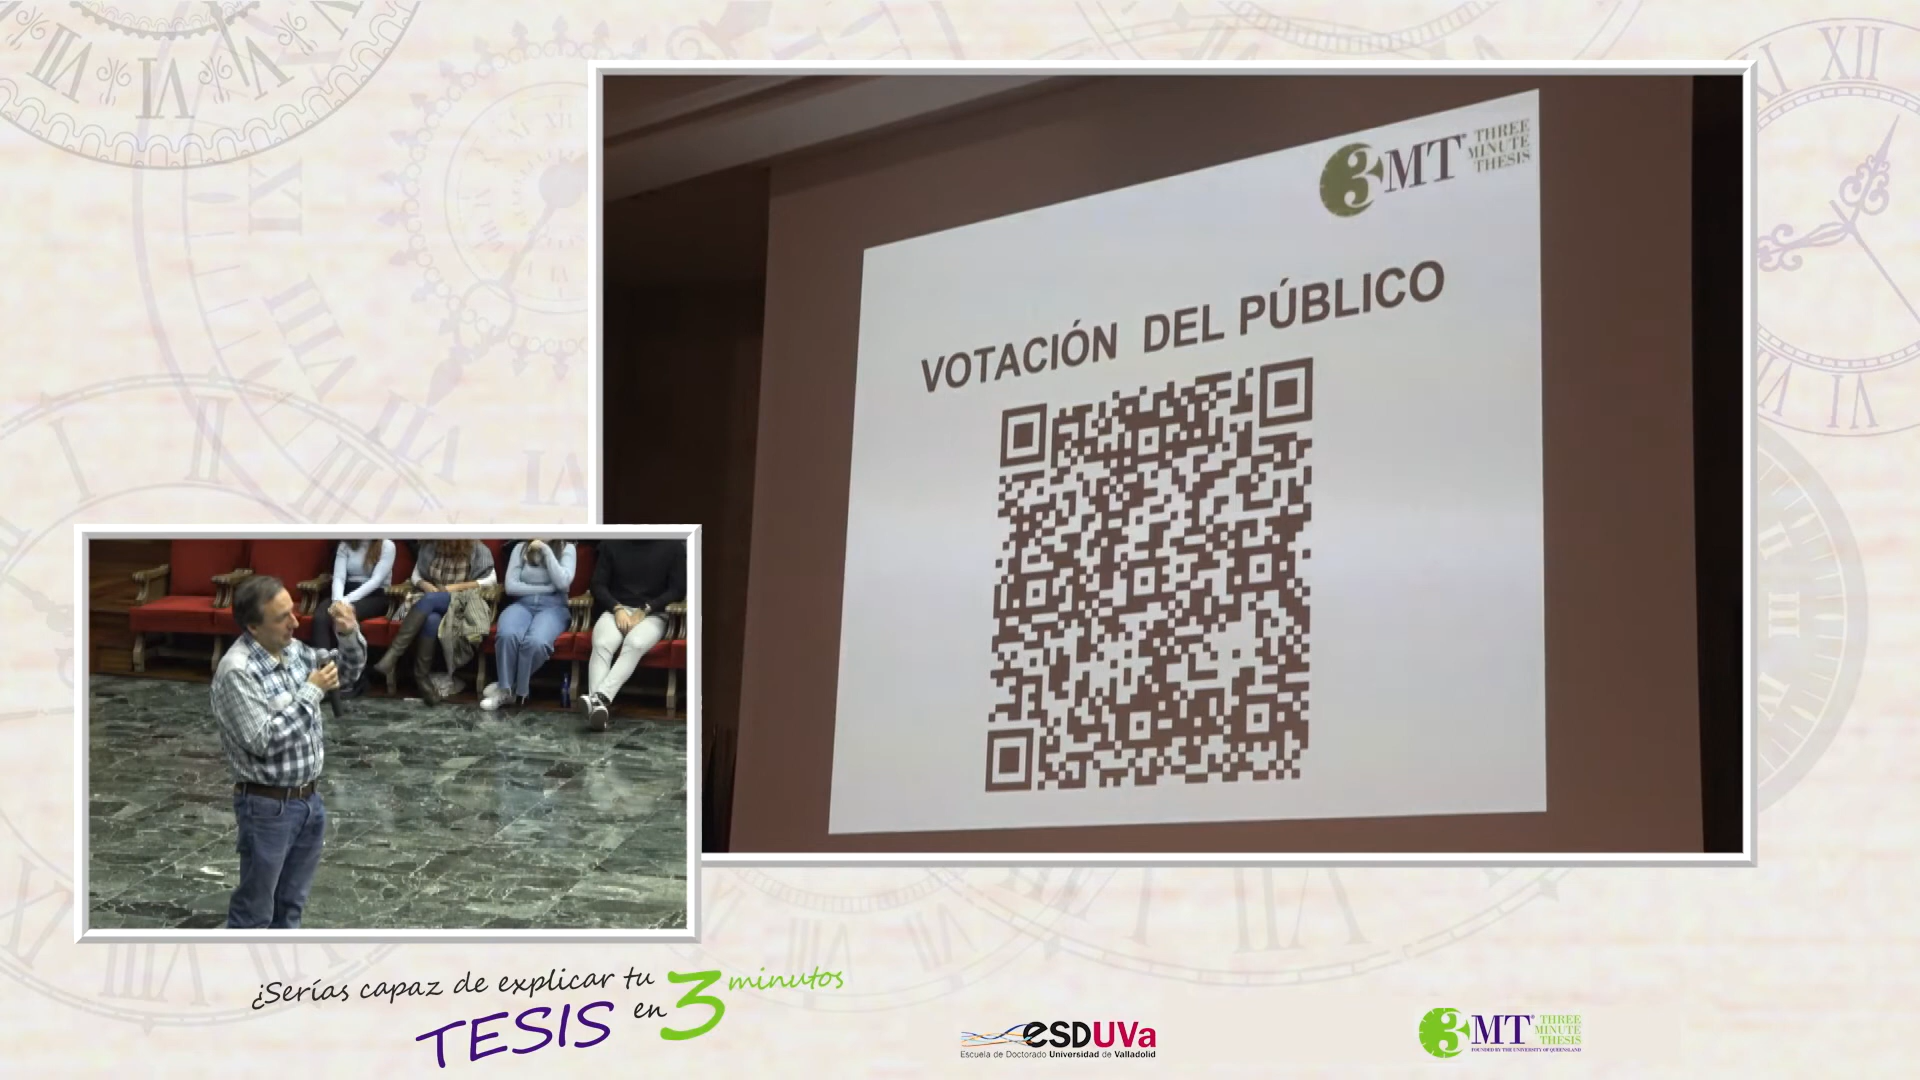 3MT THREE
MINUTE
THESIS
VOTACIÓN DEL PÚBLICO
¿Serías capaz de explicar tu
TESIS en 3 minutos
esDUVa
Escuela de Doctorado Universidad de Valladolid
3MT THREE
MINUTE
THESIS
FOUNDED BY THE UNIVERSITY OF QUEENSLAND